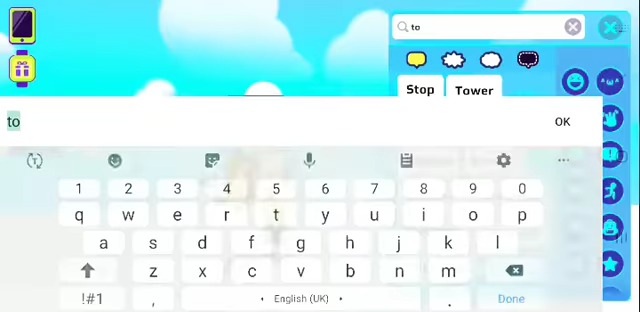 to
Stop Tower
to OK
1 2 3 4 5 6 7 8 9 0
q w e r t y u i o p
a s d f g h j k l
z x c v b n m
!#1 , English (UK) . Done